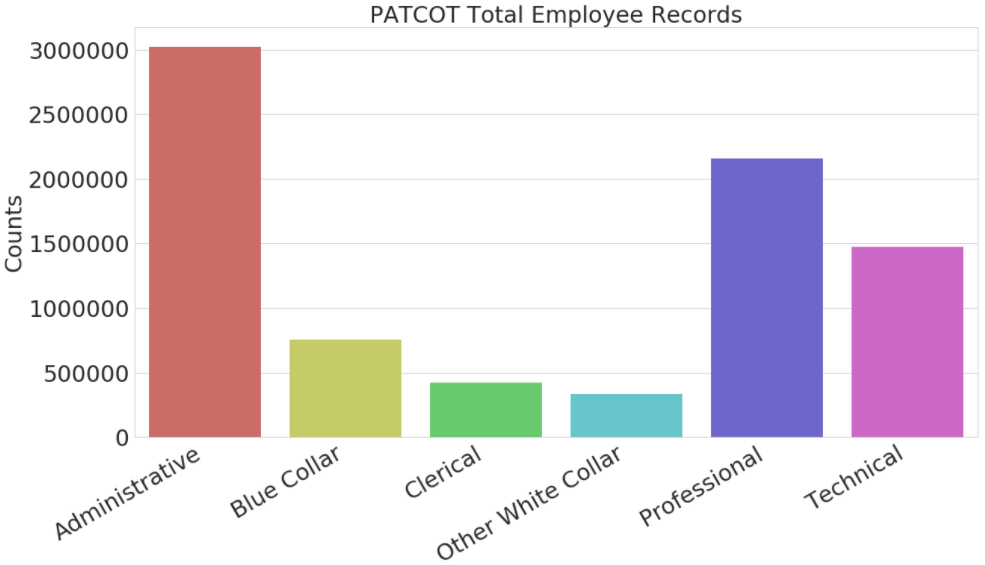 PATCOT Total Employee Records
Counts
3000000
2500000
2000000
1500000
1000000
500000
0
Administrative
Blue Collar
Clerical
Other White Collar
Professional
Technical